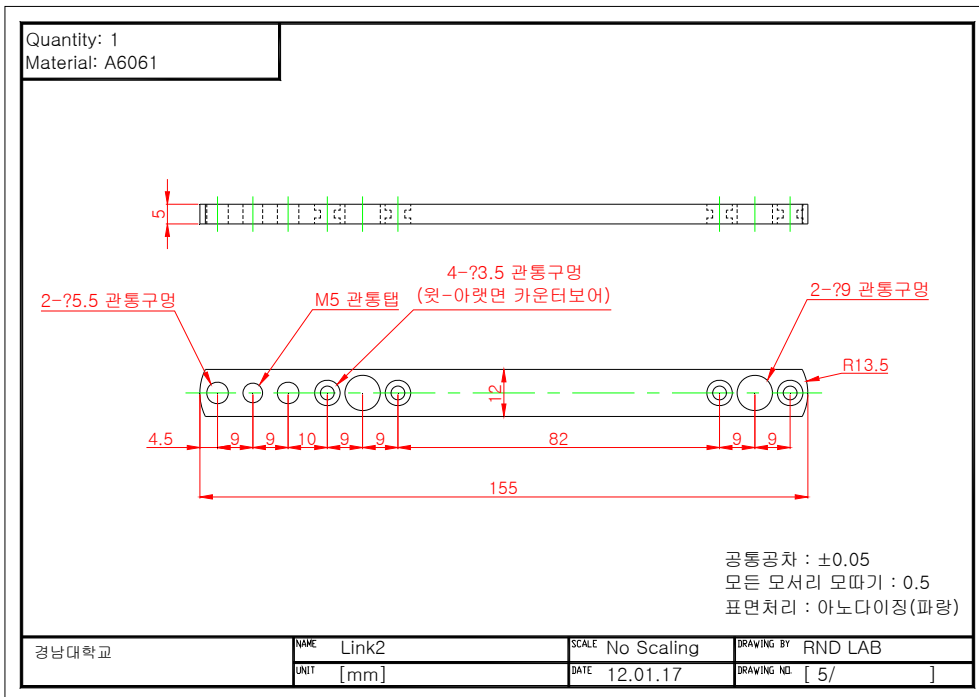 Quantity: 1
Material: A6061
5
4-?3.5 관통구멍
(윗-아랫면 카운터보어)
2-?5.5 관통구멍
M5 관통탭
2-?9 관통구멍
R13.5
12
4.5 9 9 10 9 9 82 9 9
155
공통공차 : ±0.05
모든 모서리 모따기 : 0.5
표면처리 : 아노다이징(파랑)
경남대학교
NAME Link2
SCALE No Scaling
DRAWING BY RND LAB
UNIT [mm]
DATE 12.01.17
DRAWING NO. [ 5/ ]